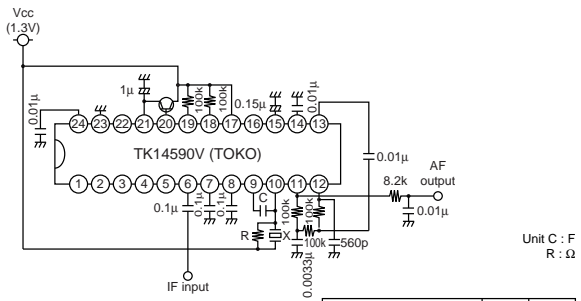 Vcc
(1.3V)
1µ
100k
100k
0.15µ
0.01µ
0.01µ
24 23 22 21 20 19 18 17 16 15 14 13
TK14590V (TOKO)
0.01µ
AF
output
1 2 3 4 5 6 7 8 9 10 11 12
8.2k
0.1µ
0.1µ
0.1µ
C
100k
100k
0.01µ
R
X
100k
560p
0.0033µ
IF input
Unit C : F
R : Ω